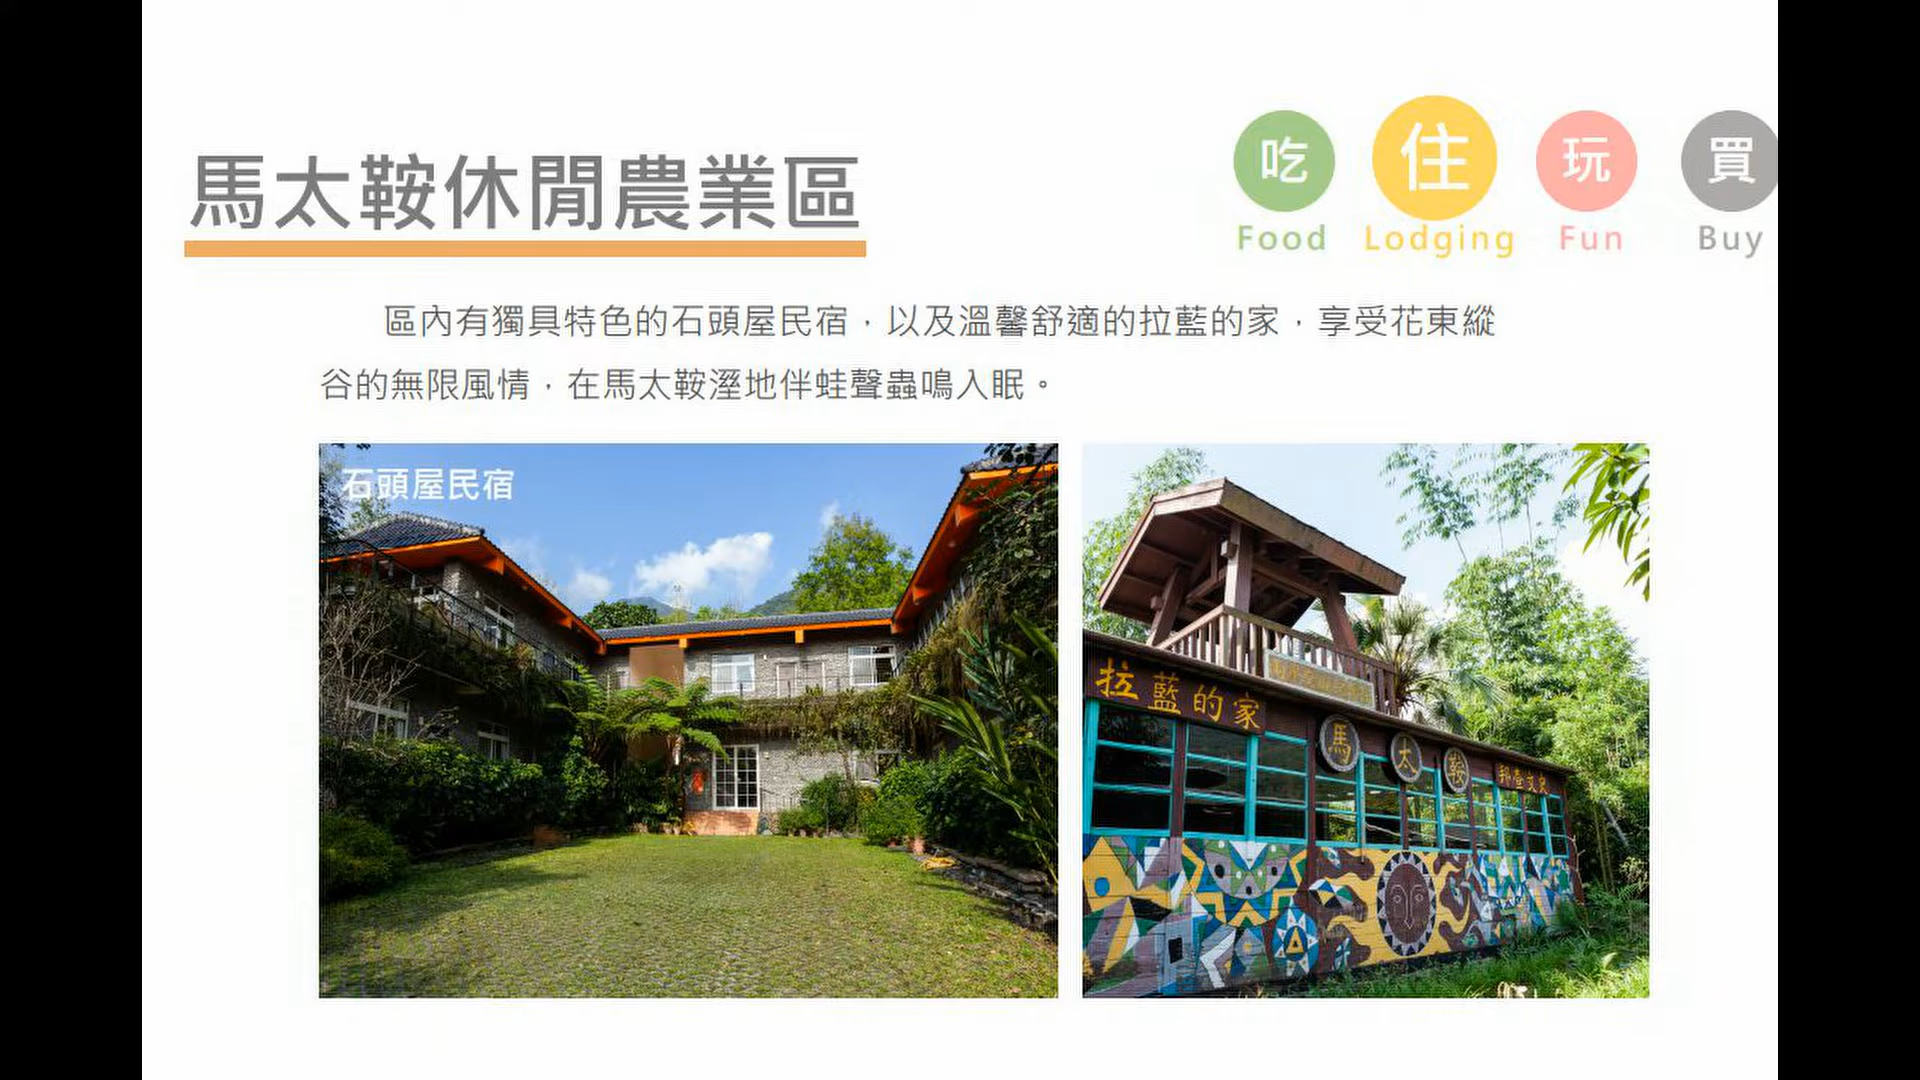 馬太鞍休閒農業區
吃
住
玩
買
Food
Lodging
Fun
Buy
區內有獨具特色的石頭屋民宿，以及溫馨舒適的拉藍的家，享受花東縱
谷的無限風情，在馬太鞍溼地伴蛙聲蟲鳴入眠。
石頭屋民宿
拉藍的家
馬太鞍